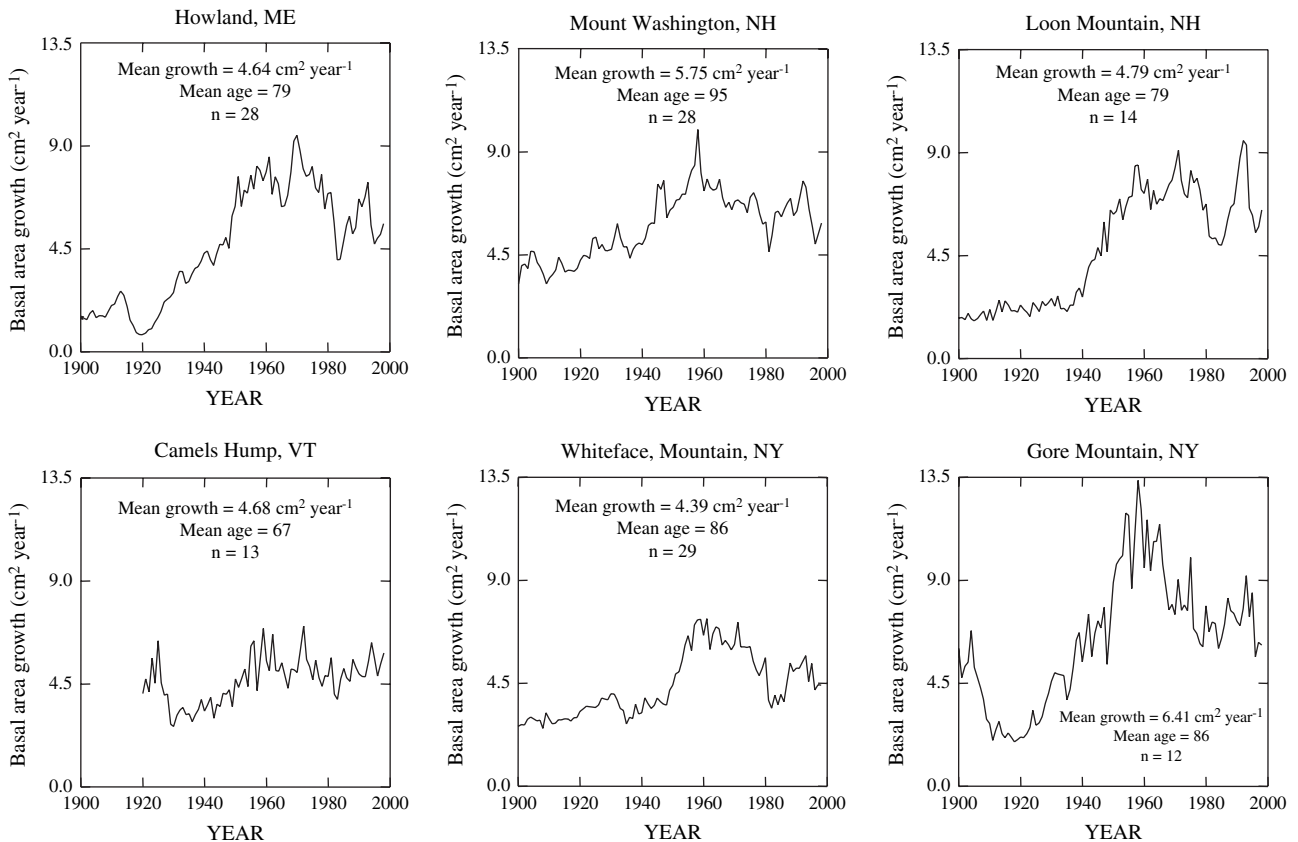 Howland, ME
Basal area growth (cm² year⁻¹)
13.5
9.0
4.5
0.0
Mean growth = 4.64 cm² year⁻¹
Mean age = 79
n = 28
1900 1920 1940 1960 1980 2000
YEAR
Mount Washington, NH
Basal area growth (cm² year⁻¹)
13.5
9.0
4.5
0.0
Mean growth = 5.75 cm² year⁻¹
Mean age = 95
n = 28
1900 1920 1940 1960 1980 2000
YEAR
Loon Mountain, NH
Basal area growth (cm² year⁻¹)
13.5
9.0
4.5
0.0
Mean growth = 4.79 cm² year⁻¹
Mean age = 79
n = 14
1900 1920 1940 1960 1980 2000
YEAR
Camels Hump, VT
Basal area growth (cm² year⁻¹)
13.5
9.0
4.5
0.0
Mean growth = 4.68 cm² year⁻¹
Mean age = 67
n = 13
1900 1920 1940 1960 1980 2000
YEAR
Whiteface, Mountain, NY
Basal area growth (cm² year⁻¹)
13.5
9.0
4.5
0.0
Mean growth = 4.39 cm² year⁻¹
Mean age = 86
n = 29
1900 1920 1940 1960 1980 2000
YEAR
Gore Mountain, NY
Basal area growth (cm² year⁻¹)
13.5
9.0
4.5
0.0
Mean growth = 6.41 cm² year⁻¹
Mean age = 86
n = 12
1900 1920 1940 1960 1980 2000
YEAR